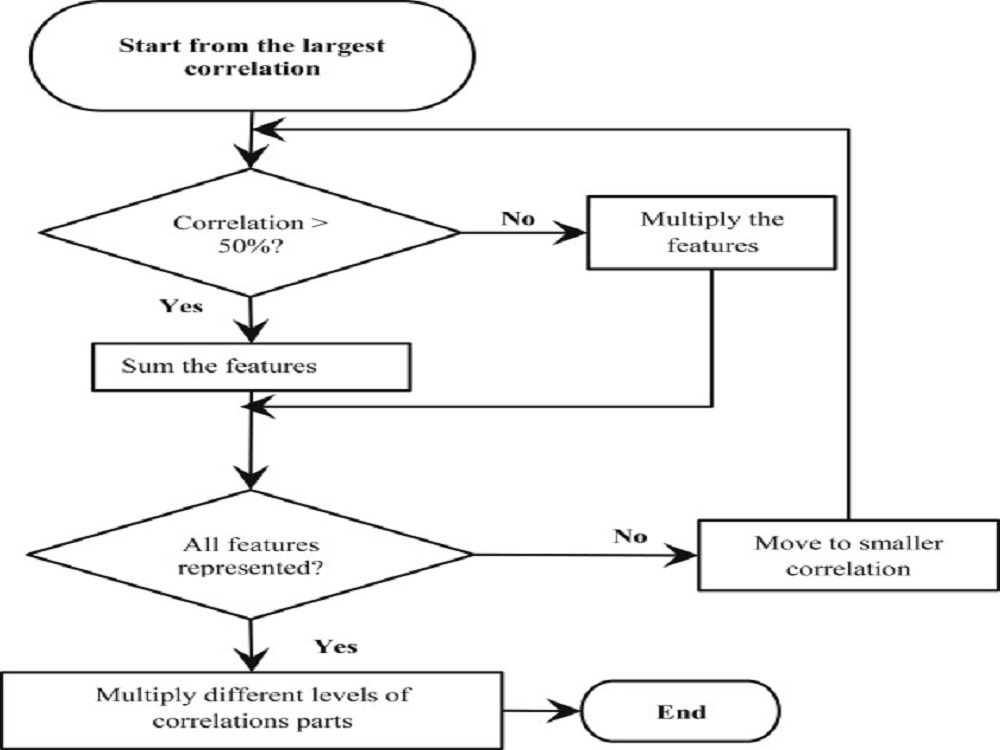 Start from the largest
correlation
Correlation >
50%?
No
Multiply the
features
Yes
Sum the features
All features
represented?
No
Move to smaller
correlation
Yes
Multiply different levels of
correlations parts
End